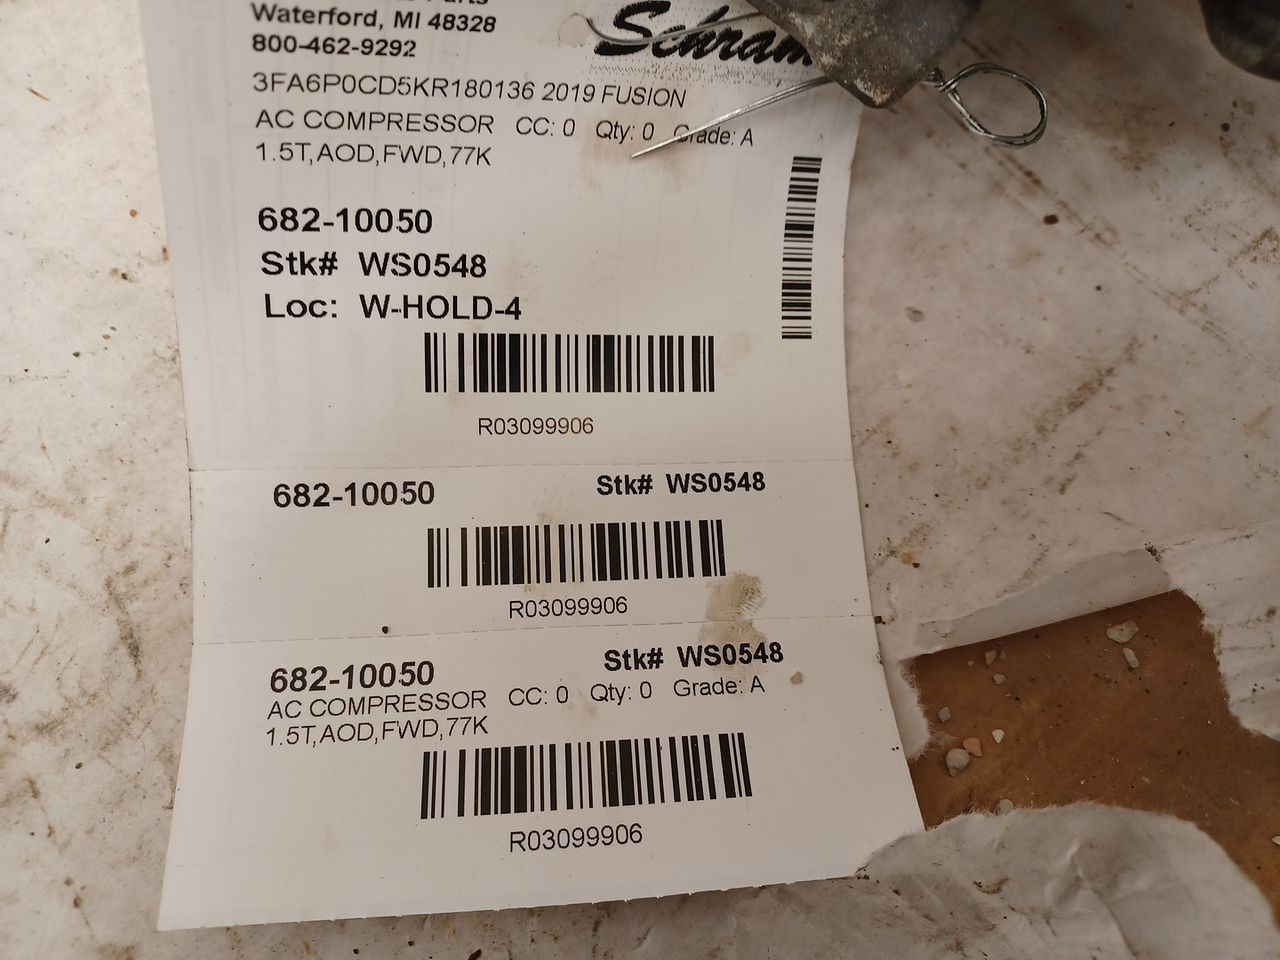 Waterford, MI 48328
800-462-9292
3FA6P0CD5KR180136 2019 FUSION
AC COMPRESSOR CC: 0 Qty: 0 Grade: A
1.5T,AOD,FWD,77K
682-10050
Stk# WS0548
Loc: W-HOLD-4
R03099906
682-10050 Stk# WS0548
R03099906
682-10050 Stk# WS0548
AC COMPRESSOR CC: 0 Qty: 0 Grade: A
1.5T,AOD,FWD,77K
R03099906